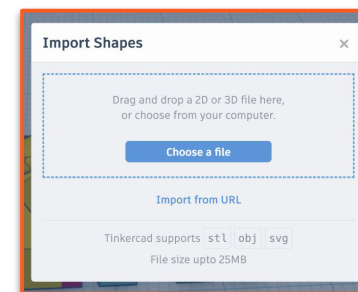 Import Shapes
Drag and drop a 2D or 3D file here,
or choose from your computer.
Choose a file
Import from URL
Tinkercad supports stl obj svg
File size upto 25MB